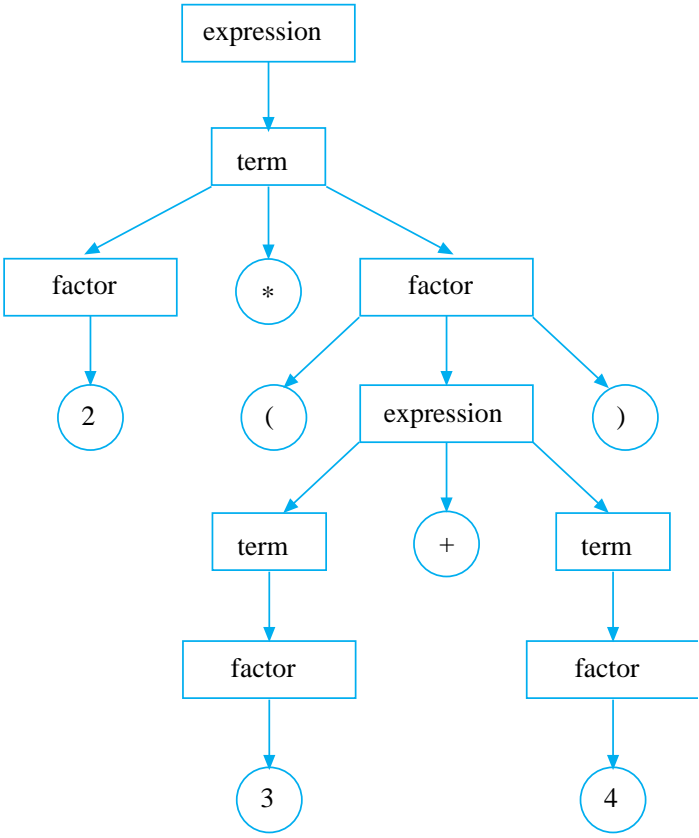 expression
term
factor
*
factor
2
(
expression
)
term
+
term
factor
factor
3
4